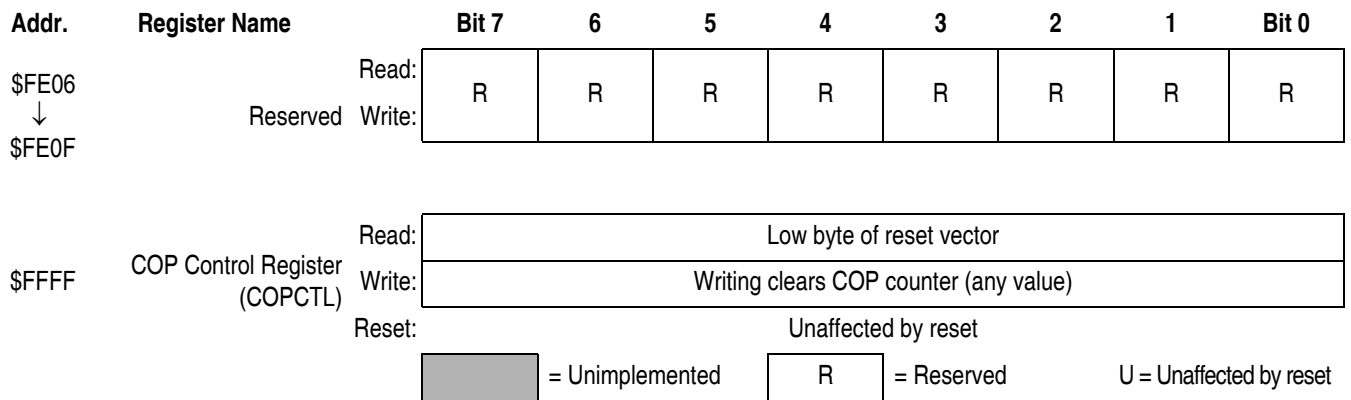 Addr. Register Name Bit 7 6 5 4 3 2 1 Bit 0
$FE06
↓
$FE0F
Reserved
Read:
Write:
R R R R R R R R
$FFFF
COP Control Register
(COPCTL)
Read: Low byte of reset vector
Write: Writing clears COP counter (any value)
Reset: Unaffected by reset
= Unimplemented R = Reserved U = Unaffected by reset